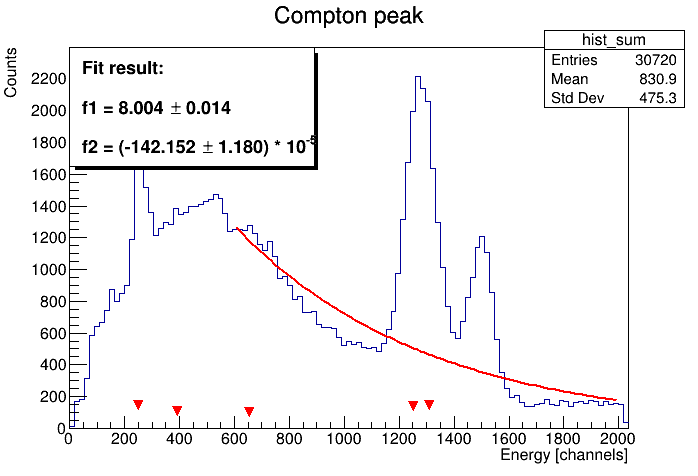 Compton peak
hist_sum
Entries 30720
Mean 830.9
Std Dev 475.3
Fit result:
f1 = 8.004 ± 0.014
f2 = (-142.152 ± 1.180) * 10^-5
Counts
2200
2000
1800
1600
1400
1200
1000
800
600
400
200
0
0 200 400 600 800 1000 1200 1400 1600 1800 2000
Energy [channels]